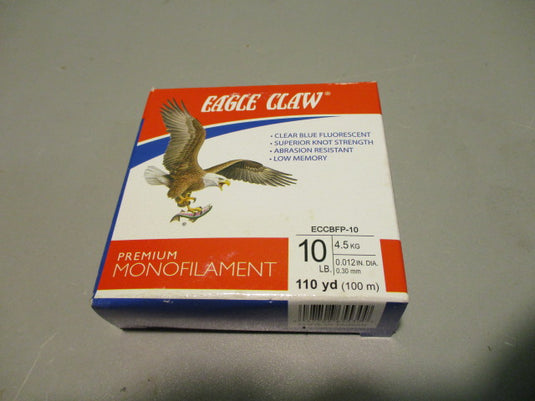 EAGLE CLAW®
• CLEAR BLUE FLUORESCENT
• SUPERIOR KNOT STRENGTH
• ABRASION RESISTANT
• LOW MEMORY
PREMIUM
MONOFILAMENT
ECCBFP-10
10 LB.
4.5 KG
0.012 IN. DIA.
0.30 mm
110 yd (100 m)